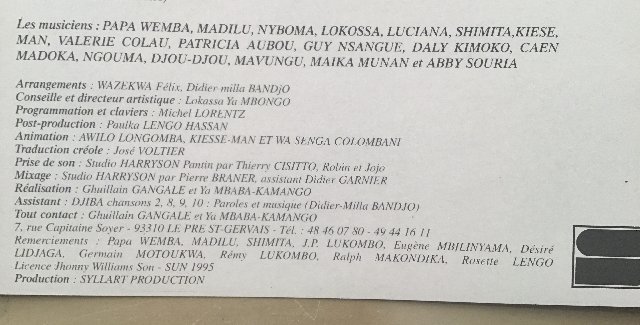 Les musiciens : PAPA WEMBA, MADILU, NYBOMA, LOKOSSA, LUCIANA, SHIMITA,KIESE,
MAN, VALERIE COLAU, PATRICIA AUBOU, GUY NSANGUE, DALY KIMOKO, CAEN
MADOKA, NGOUMA, DJOU-DJOU, MAVUNGU, MAIKA MUNAN et ABBY SOURIA
Arrangements : WAZEKWA Félix, Didier-milla BANDjO
Conseille et directeur artistique : Lokassa Ya MBONGO
Programmation et claviers : Michel LORENTZ
Post-production : Paulka LENGO HASSAN
Animation : AWILO LONGOMBA, KIESSE-MAN ET WA SENGA COLOMBANI
Traduction créole : José VOLTIER
Prise de son : Studio HARRYSON Pantin par Thierry CISITTO, Robin et Jojo
Mixage : Studio HARRYSON par Pierre BRANER, assistant Didier GARNIER
Réalisation : Ghuillain GANGALE et Ya MBABA-KAMANGO
Assistant : DJIBA chansons 2, 8, 9, 10 : Paroles et musique (Didier-Milla BANDJO)
Tout contact : Ghuillain GANGALE et Ya MBABA-KAMANGO
7, rue Capitaine Soyer - 93310 LE PRE ST-GERVAIS - Tél. : 48 46 07 80 - 49 44 16 11
Remerciements : Papa WEMBA, MADILU, SHIMITA, J.P. LUKOMBO, Eugène MBILINYAMA, Désiré
LIDJAGA, Germain MOTOUKWA, Rémy LUKOMBO, Ralph MAKONDIKA, Rosette LENGO
Licence Jhonny Williams Son - SUN 1995
Production : SYLLART PRODUCTION